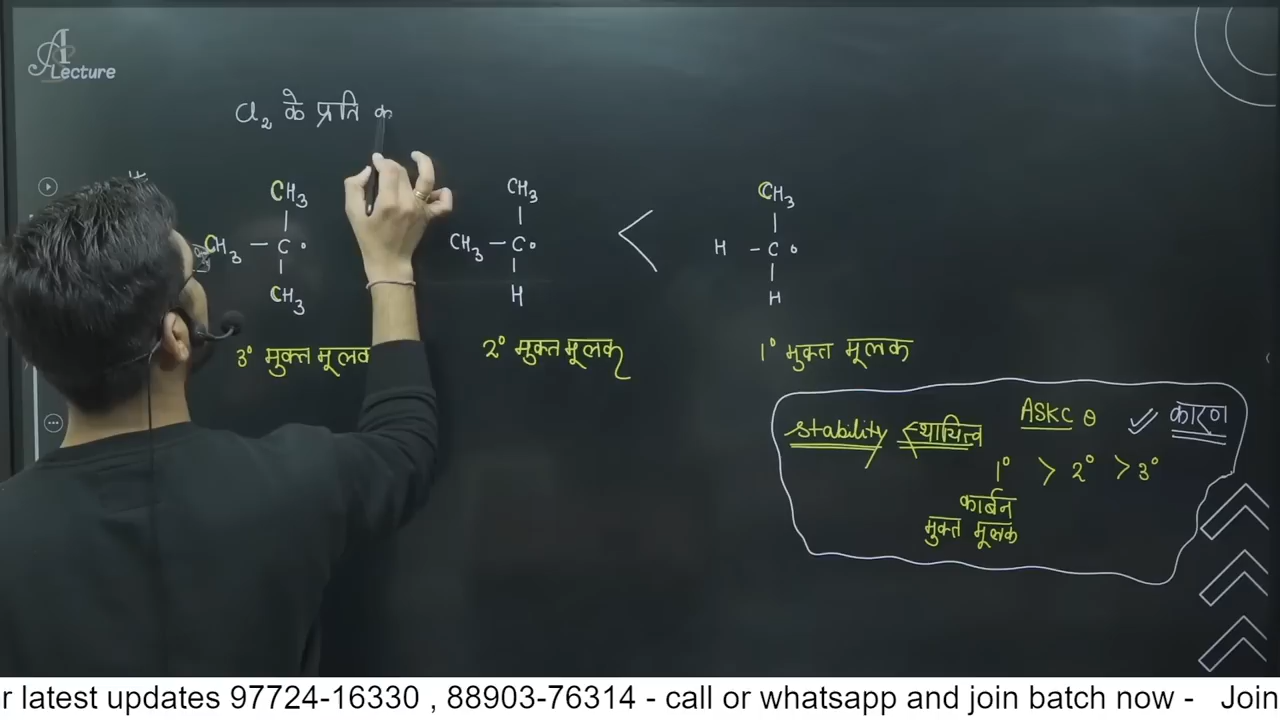 A Lecture
Cl2 के प्रति क
CH3
CH3 - C •
CH3
3° मुक्त मूलक
CH3
CH3 - C •
H
2° मुक्त मूलक
<
CH3
H - C •
H
1° मुक्त मूलक
Stability स्थायित्व ASKC θ ✓ कारण
1° > 2° > 3°
कार्बन
मुक्त मूलक
r latest updates 97724-16330 , 88903-76314 - call or whatsapp and join batch now - Join